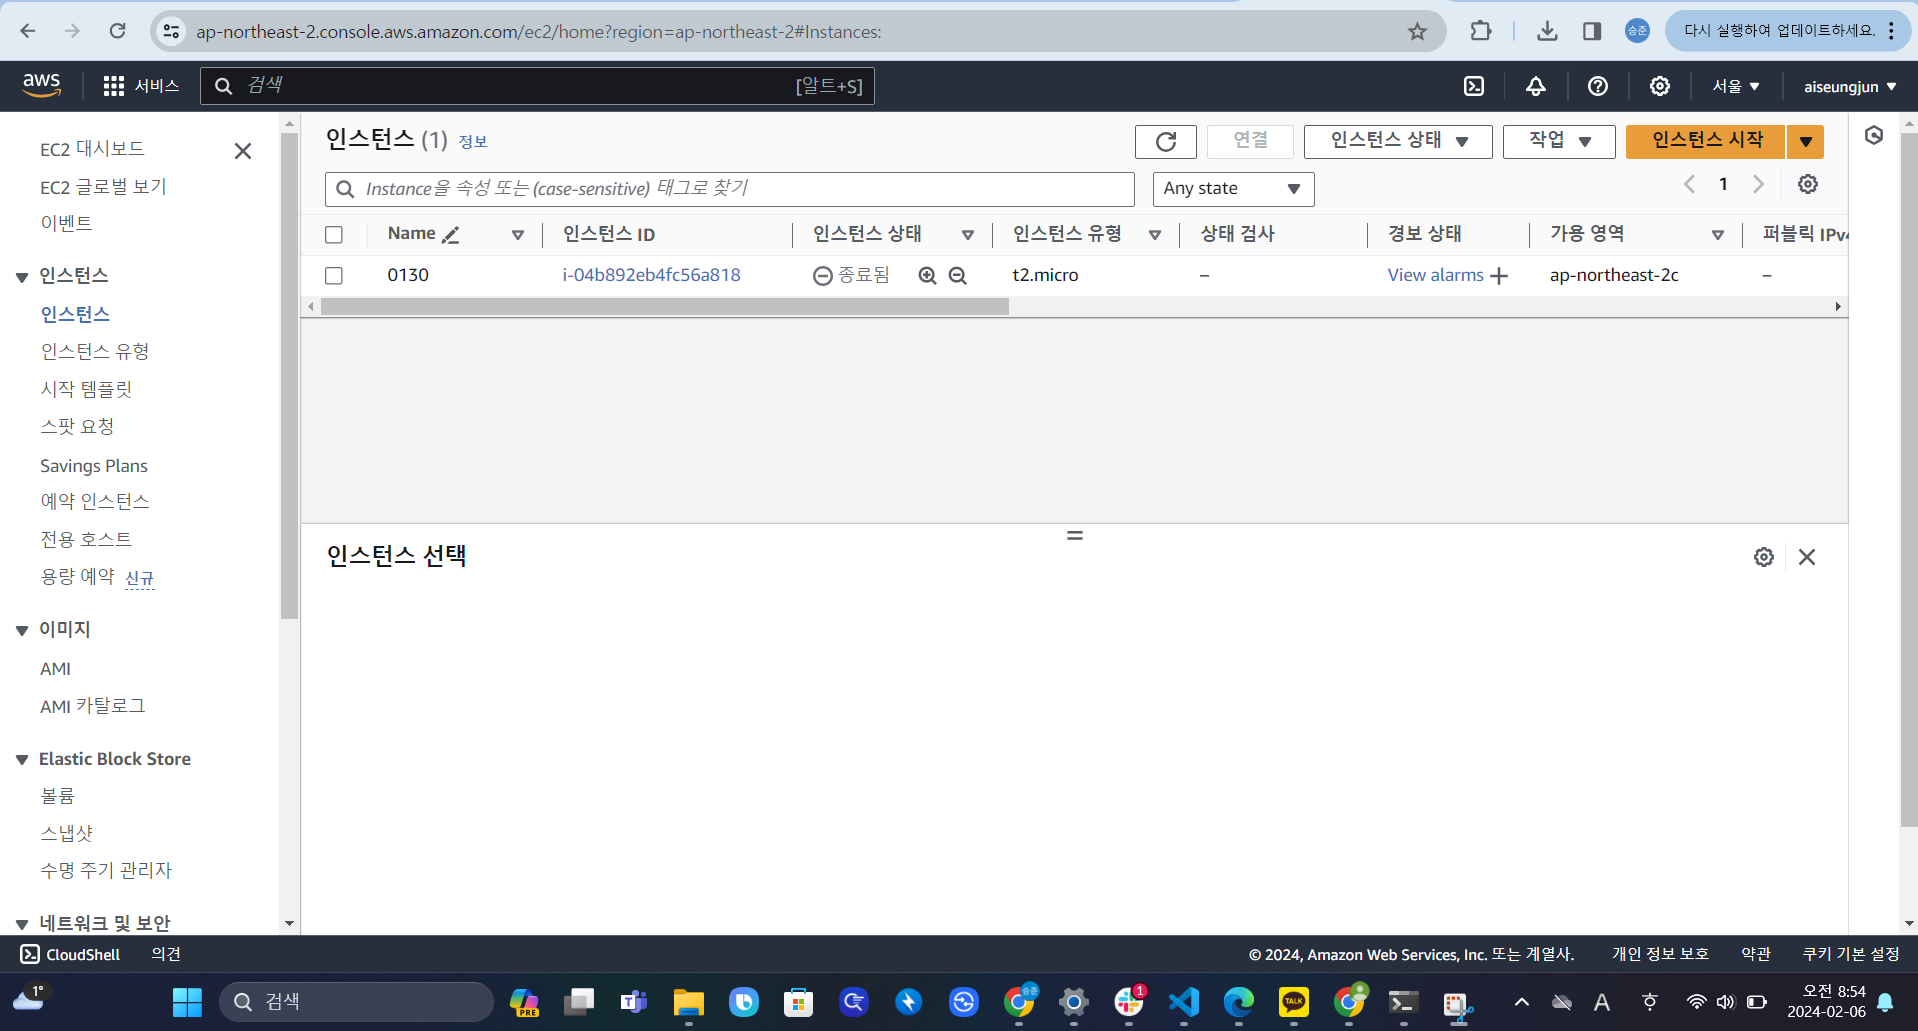 ap-northeast-2.console.aws.amazon.com/ec2/home?region=ap-northeast-2#Instances:
승준
다시 실행하여 업데이트하세요.
aws
서비스
검색
[알트+S]
서울
aiseungjun
EC2 대시보드
EC2 글로벌 보기
이벤트
인스턴스
인스턴스
인스턴스 유형
시작 템플릿
스팟 요청
Savings Plans
예약 인스턴스
전용 호스트
용량 예약 신규
이미지
AMI
AMI 카탈로그
Elastic Block Store
볼륨
스냅샷
수명 주기 관리자
네트워크 및 보안
인스턴스 (1) 정보
연결
인스턴스 상태
작업
인스턴스 시작
Instance을 속성 또는 (case-sensitive) 태그로 찾기
Any state
1
Name 인스턴스 ID 인스턴스 상태 인스턴스 유형 상태 검사 경보 상태 가용 영역 퍼블릭 IPv4
0130 i-04b892eb4fc56a818 종료됨 t2.micro – View alarms ap-northeast-2c –
인스턴스 선택
CloudShell 의견
© 2024, Amazon Web Services, Inc. 또는 계열사. 개인 정보 보호 약관 쿠키 기본 설정
1°
검색
PRE
승준
1
TALK
A
오전 8:54
2024-02-06